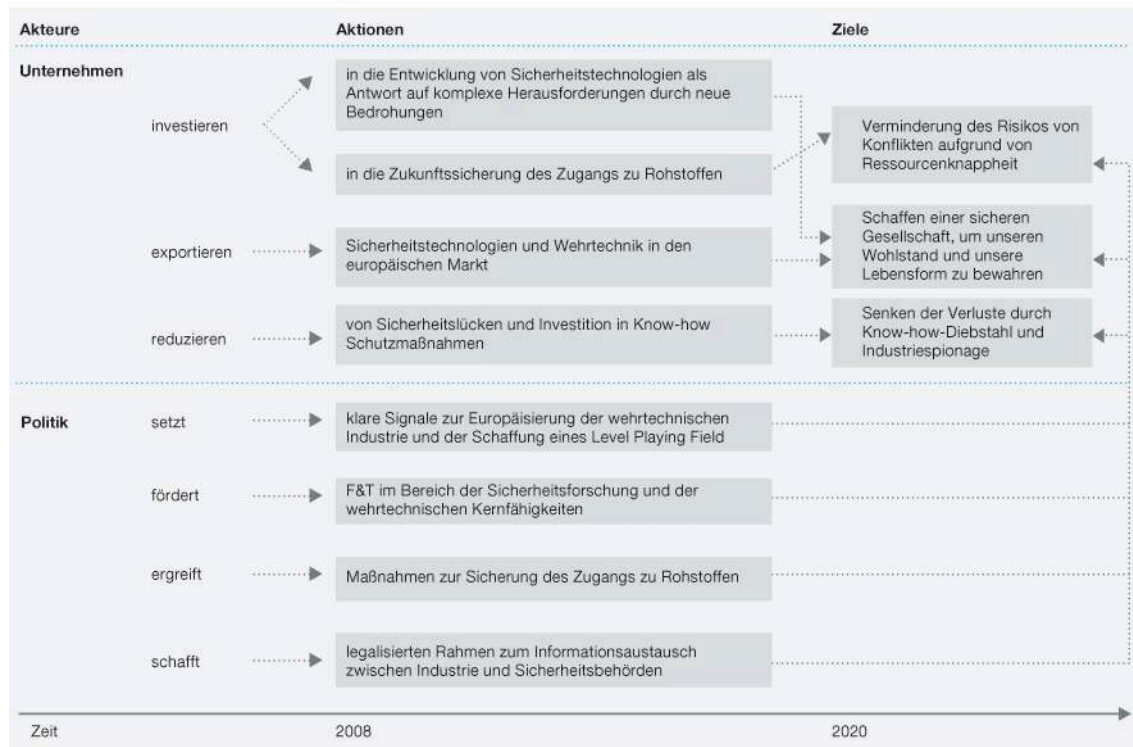 Akteure
Aktionen
Ziele
Unternehmen
investieren
in die Entwicklung von Sicherheitstechnologien als
Antwort auf komplexe Herausforderungen durch neue
Bedrohungen
in die Zukunftssicherung des Zugangs zu Rohstoffen
Verminderung des Risikos von
Konflikten aufgrund von
Ressourcenknappheit
exportieren
Sicherheitstechnologien und Wehrtechnik in den
europäischen Markt
Schaffen einer sicheren
Gesellschaft, um unseren
Wohlstand und unsere
Lebensform zu bewahren
reduzieren
von Sicherheitslücken und Investition in Know-how
Schutzmaßnahmen
Senken der Verluste durch
Know-how-Diebstahl und
Industriespionage
Politik
setzt
klare Signale zur Europäisierung der wehrtechnischen
Industrie und der Schaffung eines Level Playing Field
fördert
F&T im Bereich der Sicherheitsforschung und der
wehrtechnischen Kernfähigkeiten
ergreift
Maßnahmen zur Sicherung des Zugangs zu Rohstoffen
schafft
legalisierten Rahmen zum Informationsaustausch
zwischen Industrie und Sicherheitsbehörden
Zeit
2008
2020